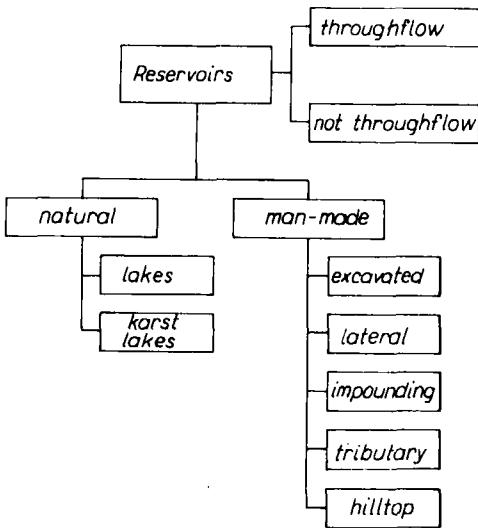 throughflow
Reservoirs
not throughflow
natural
man-made
lakes
karst
lakes
excavated
lateral
impounding
tributary
hilltop